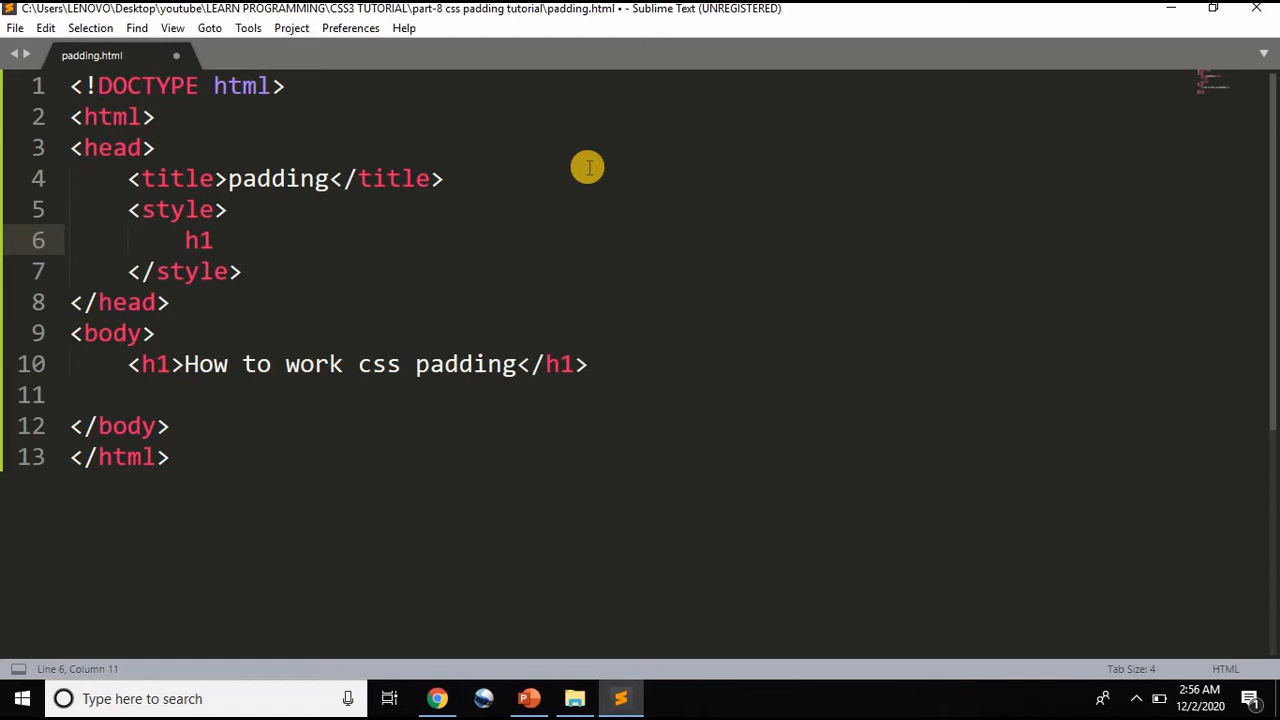 C:\Users\LENOVO\Desktop\youtube\LEARN PROGRAMMING\CSS3 TUTORIAL\part-8 css padding tutorial\padding.html • - Sublime Text (UNREGISTERED)
File Edit Selection Find View Goto Tools Project Preferences Help
padding.html
1 <!DOCTYPE html>
2 <html>
3 <head>
4 <title>padding</title>
5 <style>
6 h1
7 </style>
8 </head>
9 <body>
10 <h1>How to work css padding</h1>
11
12 </body>
13 </html>
Line 6, Column 11 Tab Size: 4 HTML
Type here to search
2:56 AM
12/2/2020
1